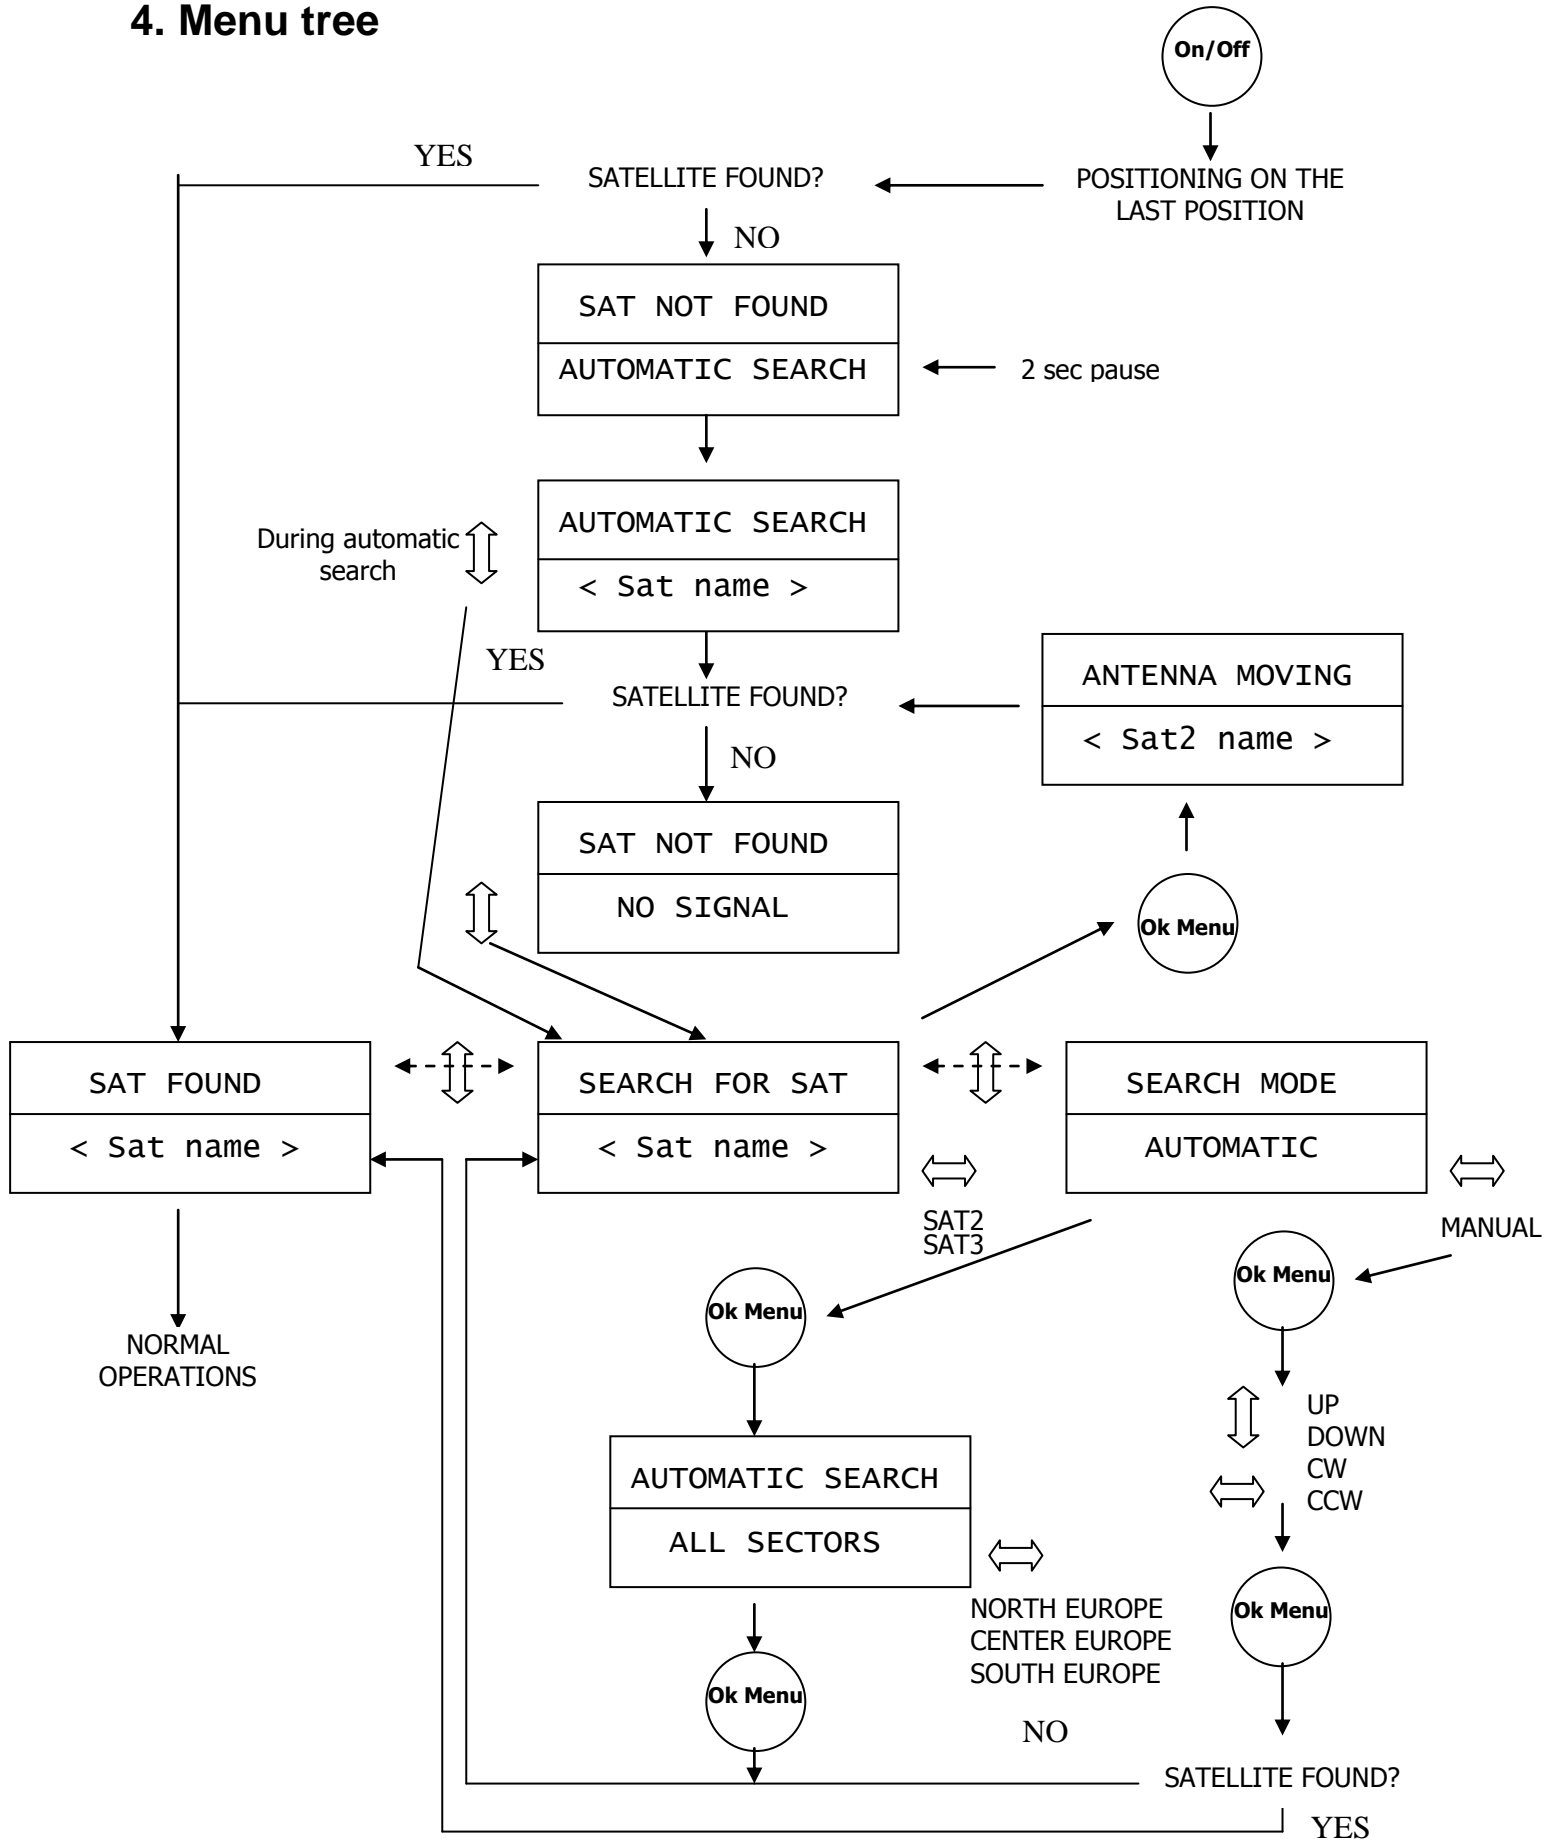 4. Menu tree
On/Off
YES
SATELLITE FOUND?
POSITIONING ON THE
LAST POSITION
NO
SAT NOT FOUND
AUTOMATIC SEARCH
2 sec pause
AUTOMATIC SEARCH
< Sat name >
During automatic
search
YES
SATELLITE FOUND?
ANTENNA MOVING
< Sat2 name >
NO
SAT NOT FOUND
NO SIGNAL
Ok Menu
SAT FOUND
< Sat name >
SEARCH FOR SAT
< Sat name >
SEARCH MODE
AUTOMATIC
SAT2
SAT3
MANUAL
Ok Menu
Ok Menu
NORMAL
OPERATIONS
UP
DOWN
CW
CCW
AUTOMATIC SEARCH
ALL SECTORS
NORTH EUROPE
CENTER EUROPE
SOUTH EUROPE
Ok Menu
Ok Menu
NO
SATELLITE FOUND?
YES